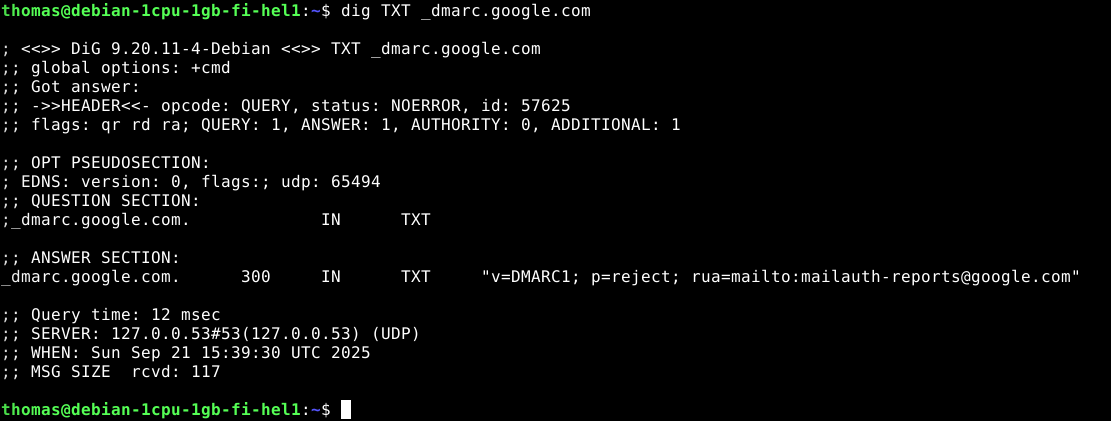 thomas@debian-1cpu-1gb-fi-hel1:~$ dig TXT _dmarc.google.com

; <<>> DiG 9.20.11-4-Debian <<>> TXT _dmarc.google.com
;; global options: +cmd
;; Got answer:
;; ->>HEADER<<- opcode: QUERY, status: NOERROR, id: 57625
;; flags: qr rd ra; QUERY: 1, ANSWER: 1, AUTHORITY: 0, ADDITIONAL: 1

;; OPT PSEUDOSECTION:
; EDNS: version: 0, flags:; udp: 65494
;; QUESTION SECTION:
;_dmarc.google.com.		IN	TXT

;; ANSWER SECTION:
_dmarc.google.com.	300	IN	TXT	"v=DMARC1; p=reject; rua=mailto:mailauth-reports@google.com"

;; Query time: 12 msec
;; SERVER: 127.0.0.53#53(127.0.0.53) (UDP)
;; WHEN: Sun Sep 21 15:39:30 UTC 2025
;; MSG SIZE  rcvd: 117

thomas@debian-1cpu-1gb-fi-hel1:~$